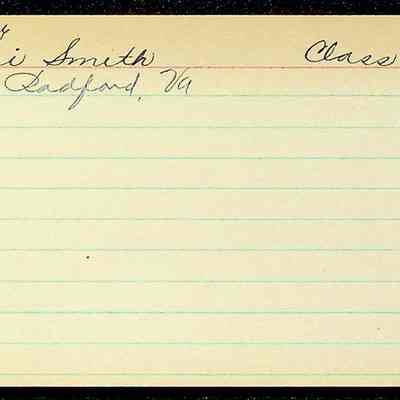 i Smith Class
Radford, Va